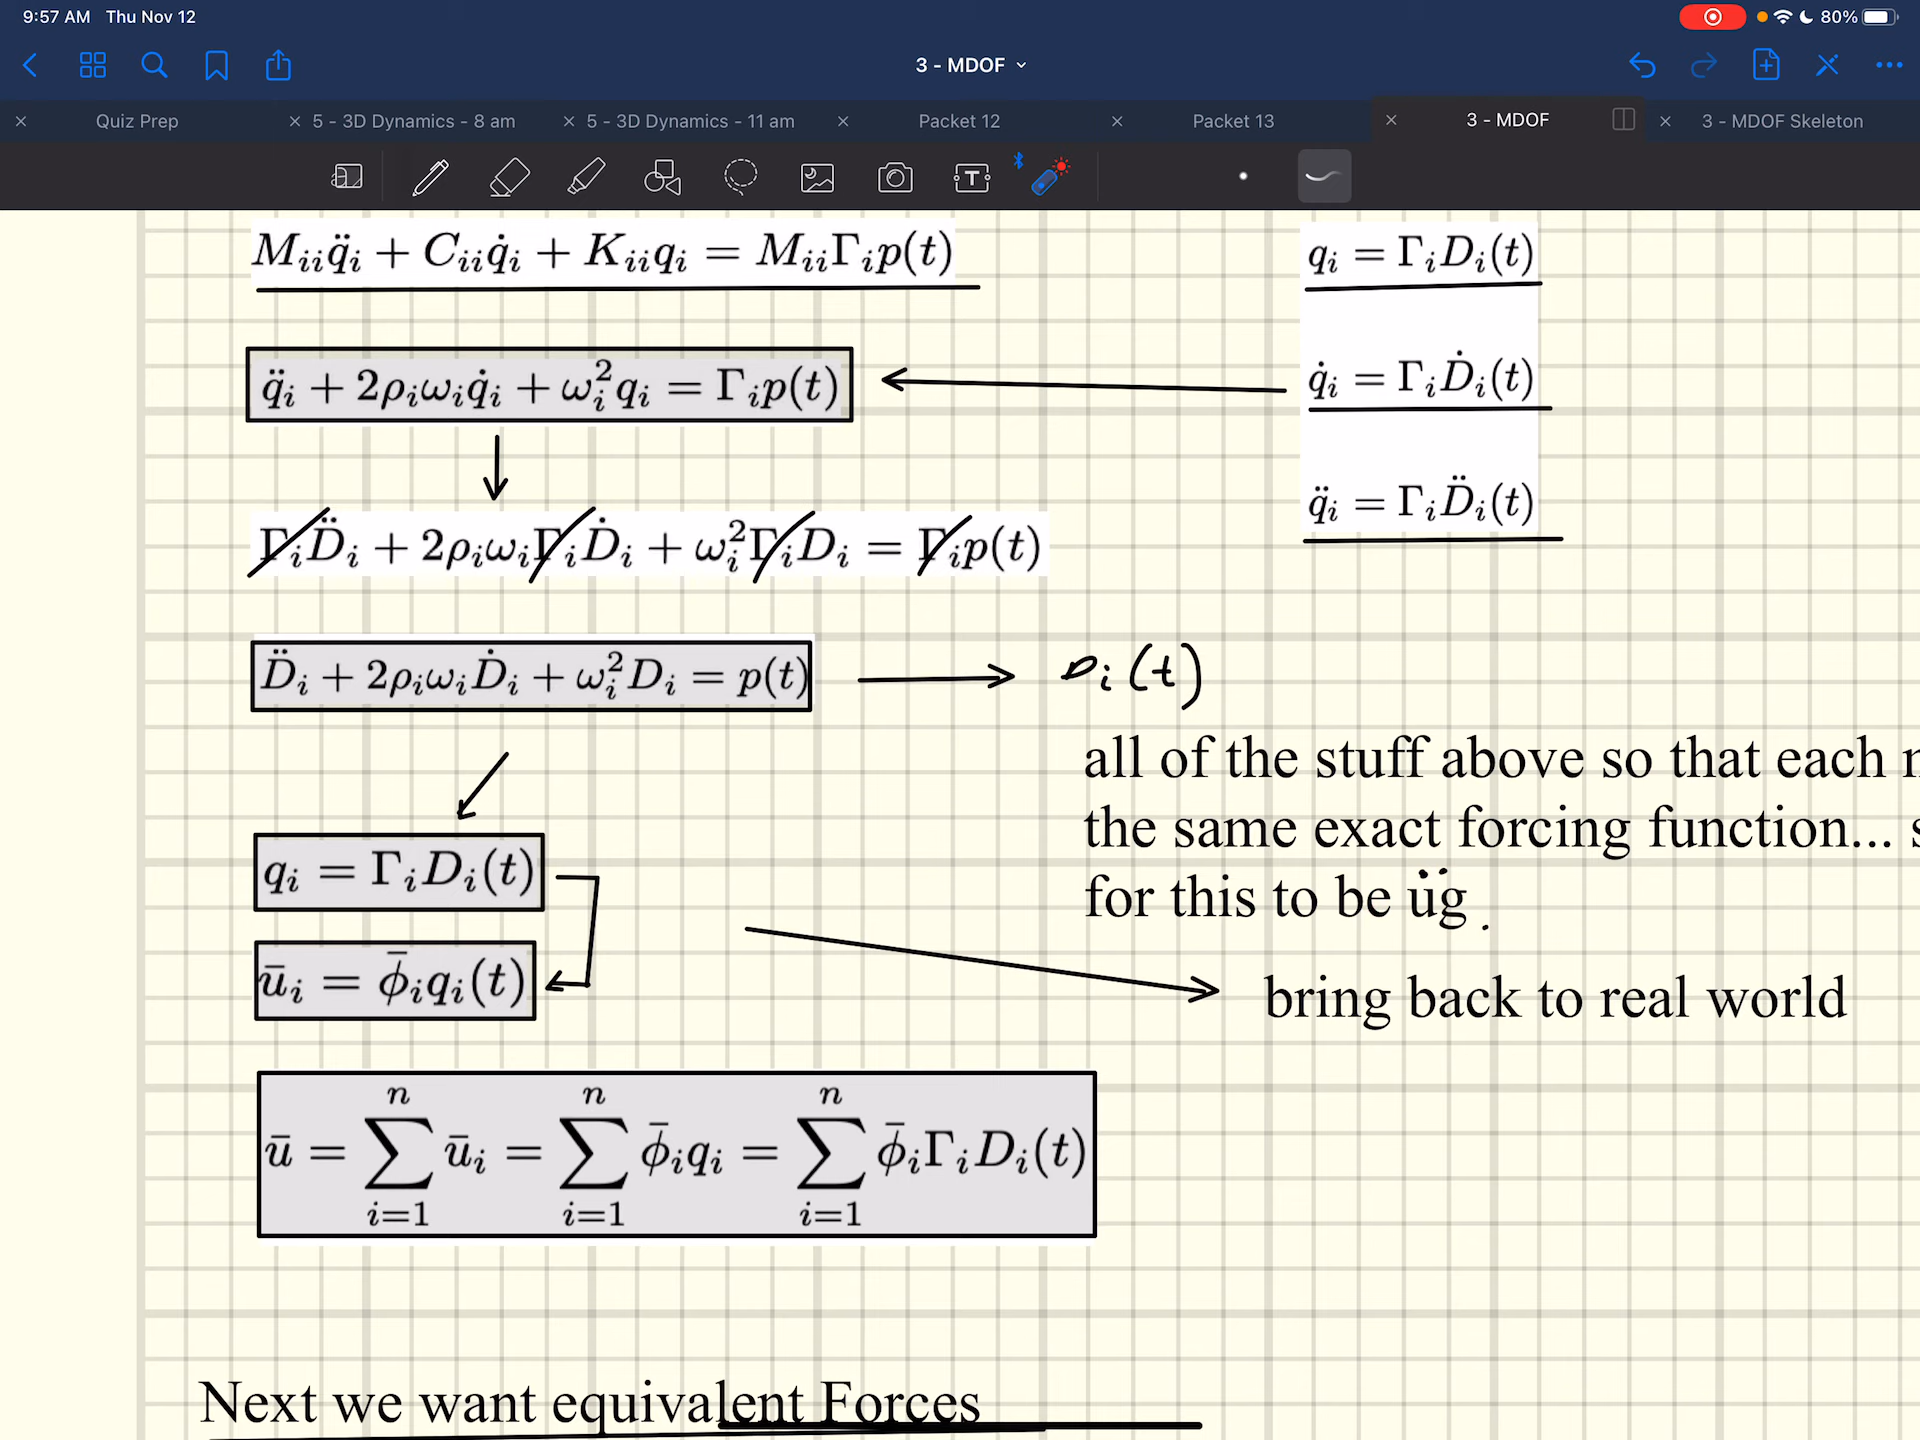 9:57 AM Thu Nov 12
80%
3 - MDOF
Quiz Prep
5 - 3D Dynamics - 8 am
5 - 3D Dynamics - 11 am
Packet 12
Packet 13
3 - MDOF
3 - MDOF Skeleton
M_{ii}q̈_i + C_{ii}q̇_i + K_{ii}q_i = M_{ii}Γ_ip(t)
q_i = Γ_iD_i(t)
q̈_i + 2ρ_iω_iq̇_i + ω_i^2q_i = Γ_ip(t)
q̇_i = Γ_iḊ_i(t)
q̈_i = Γ_iD̈_i(t)
Γ_iD̈_i + 2ρ_iω_iΓ_iḊ_i + ω_i^2Γ_iD_i = Γ_ip(t)
D̈_i + 2ρ_iω_iḊ_i + ω_i^2D_i = p(t)
D_i(t)
all of the stuff above so that each
the same exact forcing function...
for this to be üg.
q_i = Γ_iD_i(t)
ū_i = ϕ̄_iq_i(t)
bring back to real world
ū = ∑_{i=1}^{n} ū_i = ∑_{i=1}^{n} ϕ̄_iq_i = ∑_{i=1}^{n} ϕ̄_iΓ_iD_i(t)
Next we want equivalent Forces